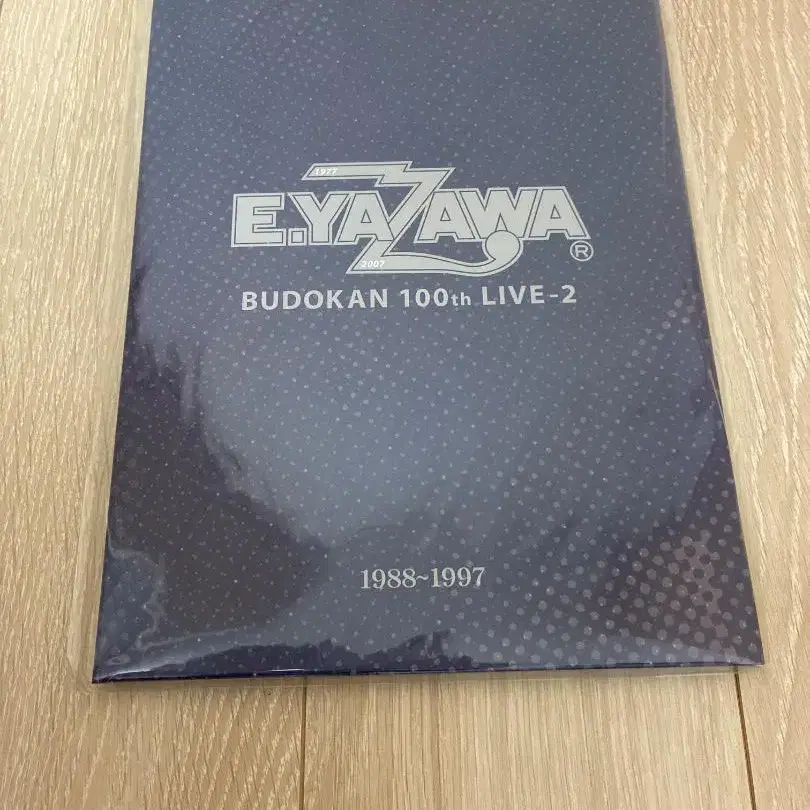 1977
E.YAZAWA®
2007
BUDOKAN 100th LIVE-2
1988~1997